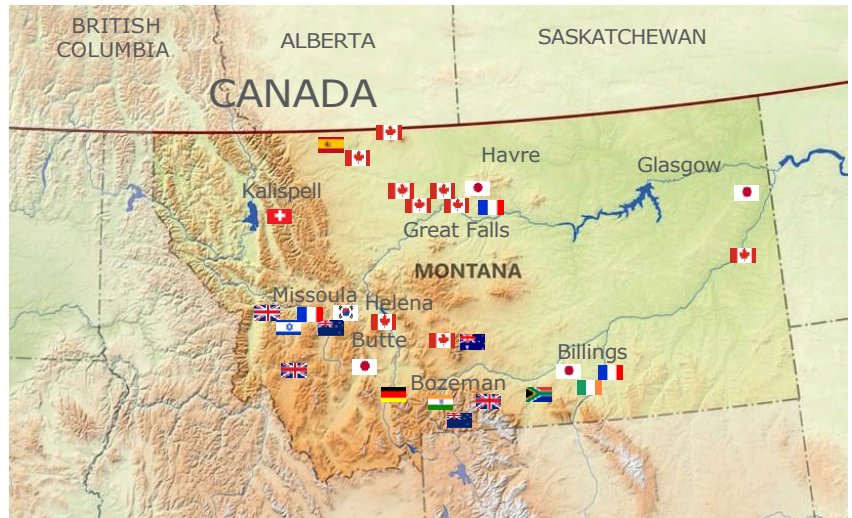 BRITISH
COLUMBIA
ALBERTA
SASKATCHEWAN
CANADA
Havre
Glasgow
Kalispell
Great Falls
MONTANA
Missoula
Helena
Butte
Billings
Bozeman